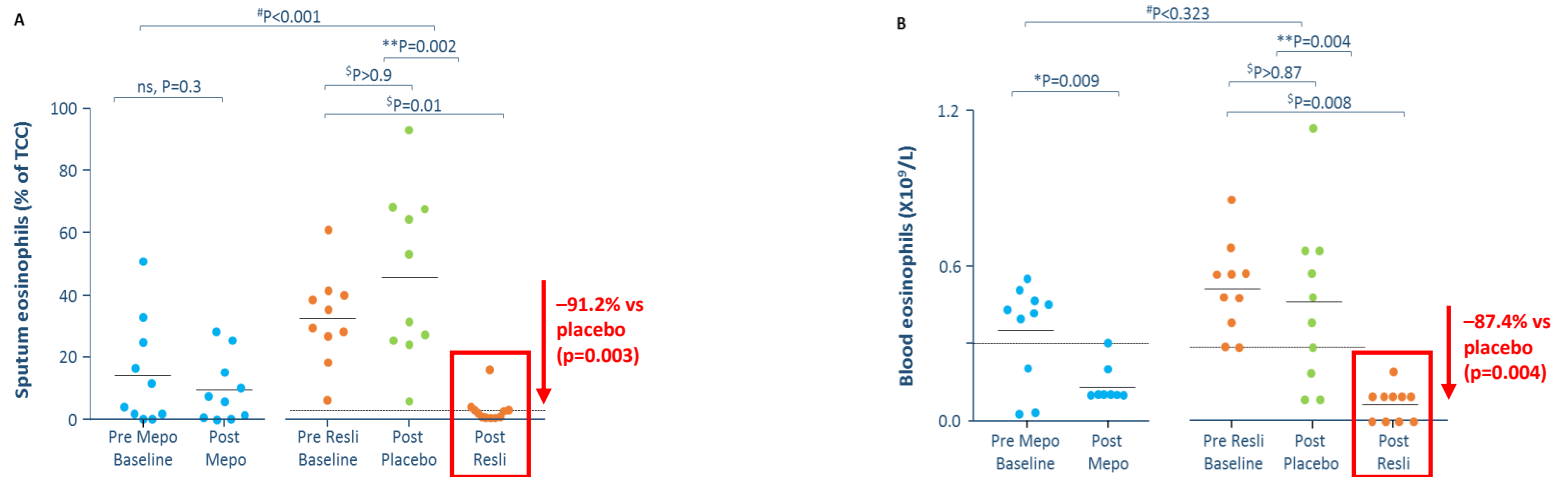 A
#P<0.001
**P=0.002
$P>0.9
ns, P=0.3
$P=0.01
Sputum eosinophils (% of TCC)
100
80
60
40
20
0
–91.2% vs
placebo
(p=0.003)
Pre Mepo
Baseline
Post
Mepo
Pre Resli
Baseline
Post
Placebo
Post
Resli
B
#P<0.323
**P=0.004
$P>0.87
*P=0.009
$P=0.008
Blood eosinophils (X10⁹/L)
1.2
0.6
0.0
–87.4% vs
placebo
(p=0.004)
Pre Mepo
Baseline
Post
Mepo
Pre Resli
Baseline
Post
Placebo
Post
Resli